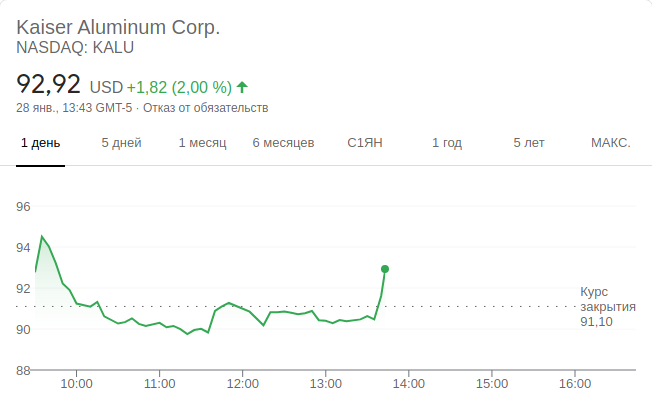 Kaiser Aluminum Corp.
NASDAQ: KALU
92,92 USD +1,82 (2,00 %)
28 янв., 13:43 GMT-5 · Отказ от обязательств
1 день 5 дней 1 месяц 6 месяцев С1ЯН 1 год 5 лет МАКС.
96
94
92
90
88
Курс
закрытия
91,10
10:00 11:00 12:00 13:00 14:00 15:00 16:00